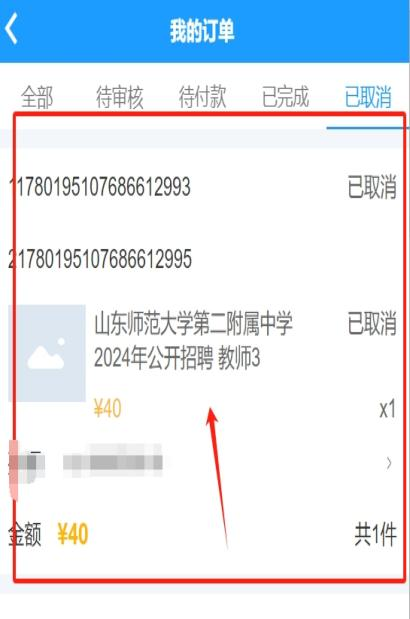 我的订单
全部 待审核 待付款 已完成 已取消
11780195107686612993 已取消
21780195107686612995
山东师范大学第二附属中学 已取消
2024年公开招聘 教师3
¥40 x1
金额 ¥40 共1件